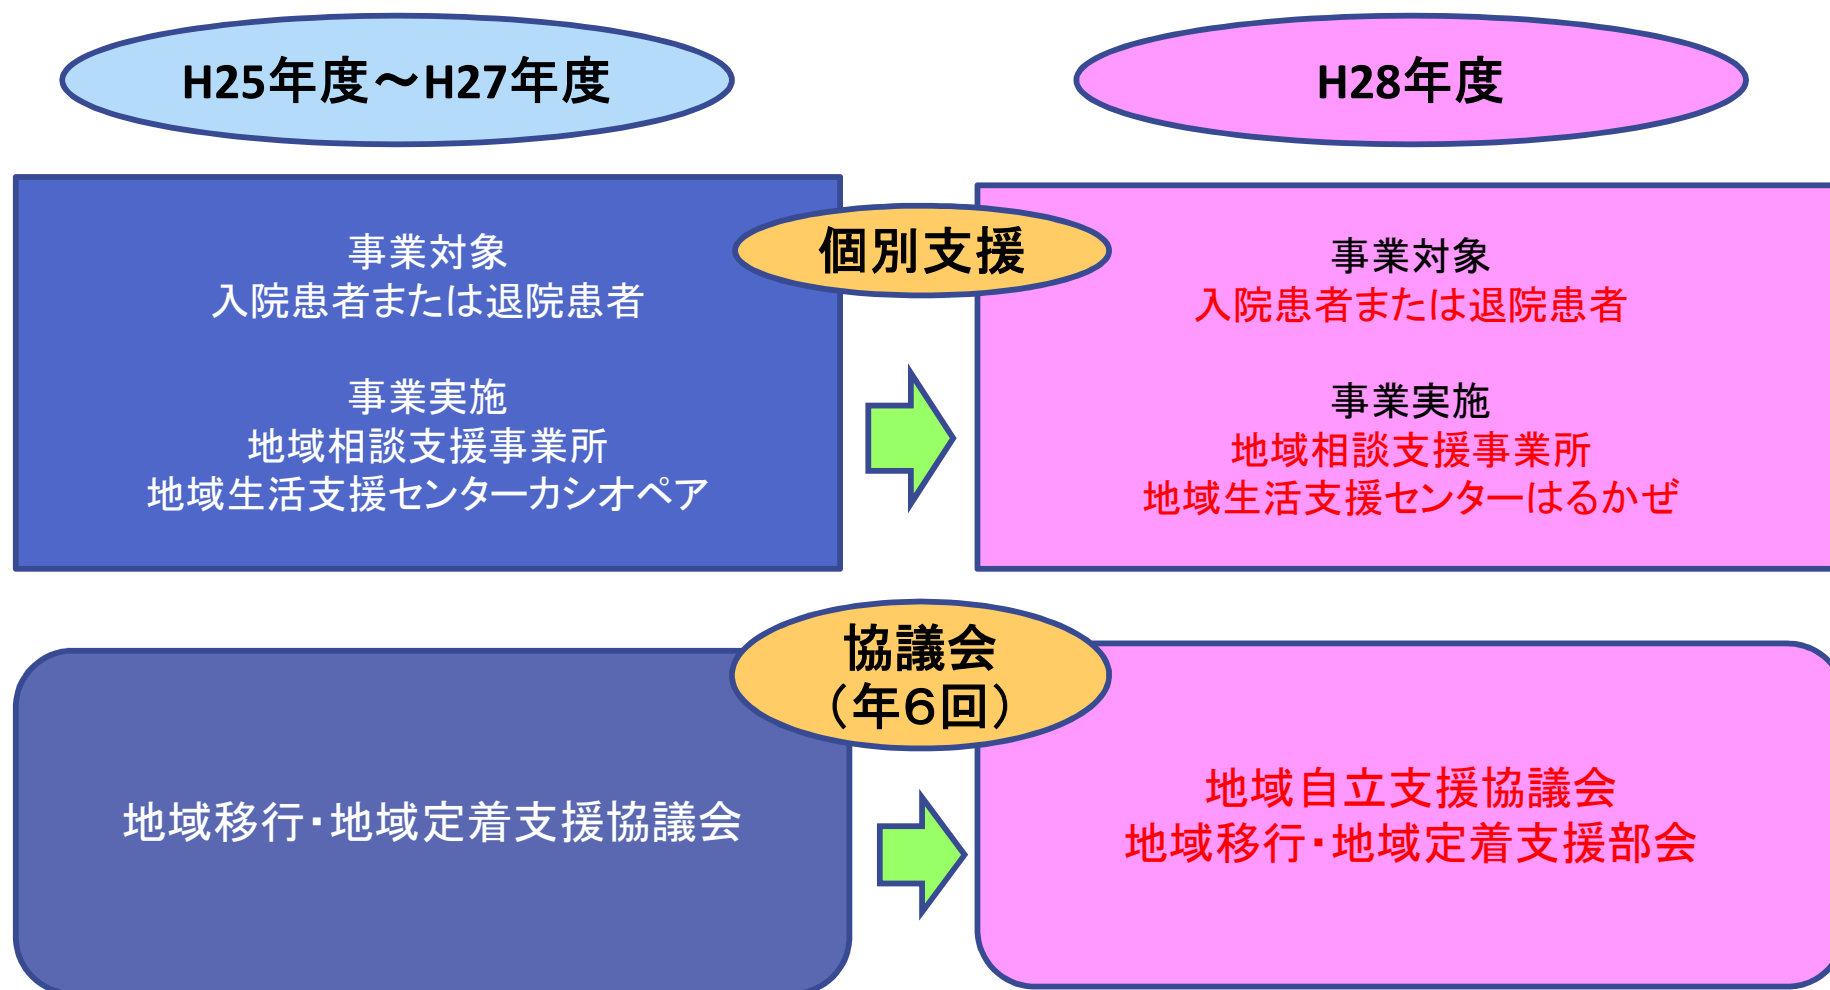 H25年度～H27年度
H28年度
個別支援
事業対象
入院患者または退院患者
事業実施
地域相談支援事業所
地域生活支援センターカシオペア
事業対象
入院患者または退院患者
事業実施
地域相談支援事業所
地域生活支援センターはるかぜ
協議会
（年６回）
地域移行・地域定着支援協議会
地域自立支援協議会
地域移行・地域定着支援部会